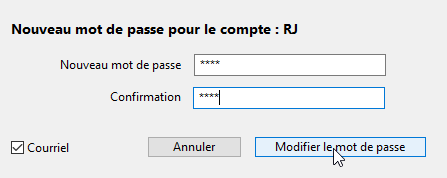 Nouveau mot de passe pour le compte : RJ
Nouveau mot de passe ****
Confirmation ****
Courriel Annuler Modifier le mot de passe